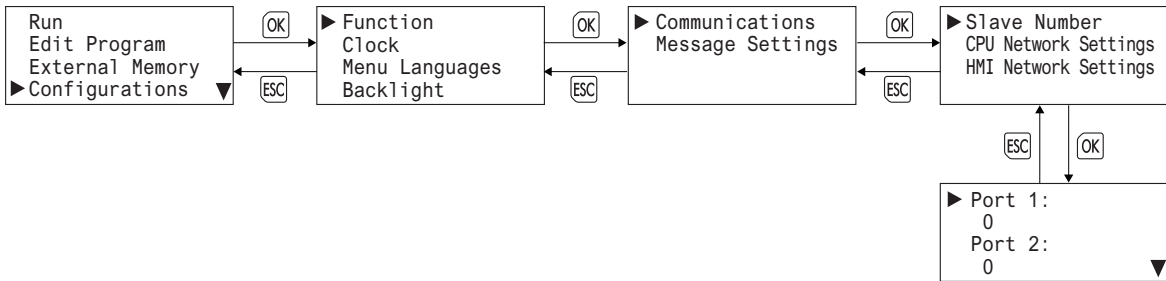 Run
Edit Program
External Memory
▶Configurations ▼
OK
ESC
▶ Function
Clock
Menu Languages
Backlight
OK
ESC
▶ Communications
Message Settings
OK
ESC
▶Slave Number
CPU Network Settings
HMI Network Settings
ESC
OK
▶ Port 1:
0
Port 2:
0 ▼